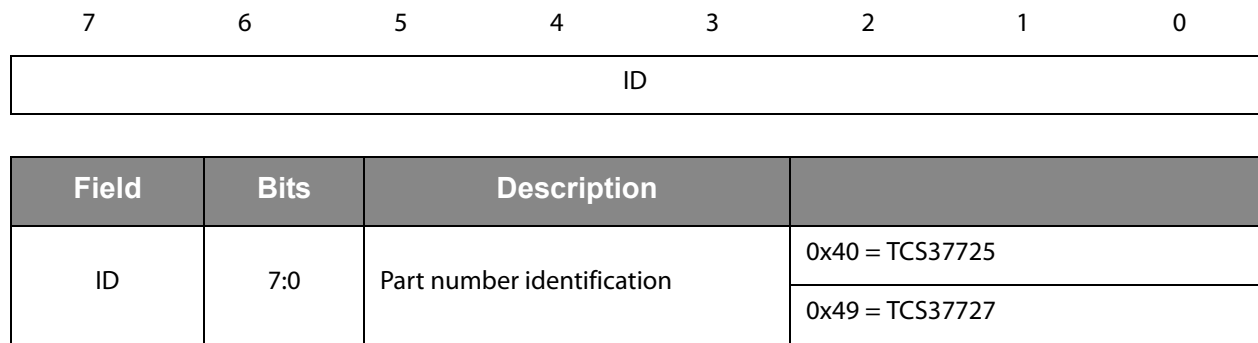 7 6 5 4 3 2 1 0
ID
Field Bits Description
0x40 = TCS37725
ID 7:0 Part number identification
0x49 = TCS37727